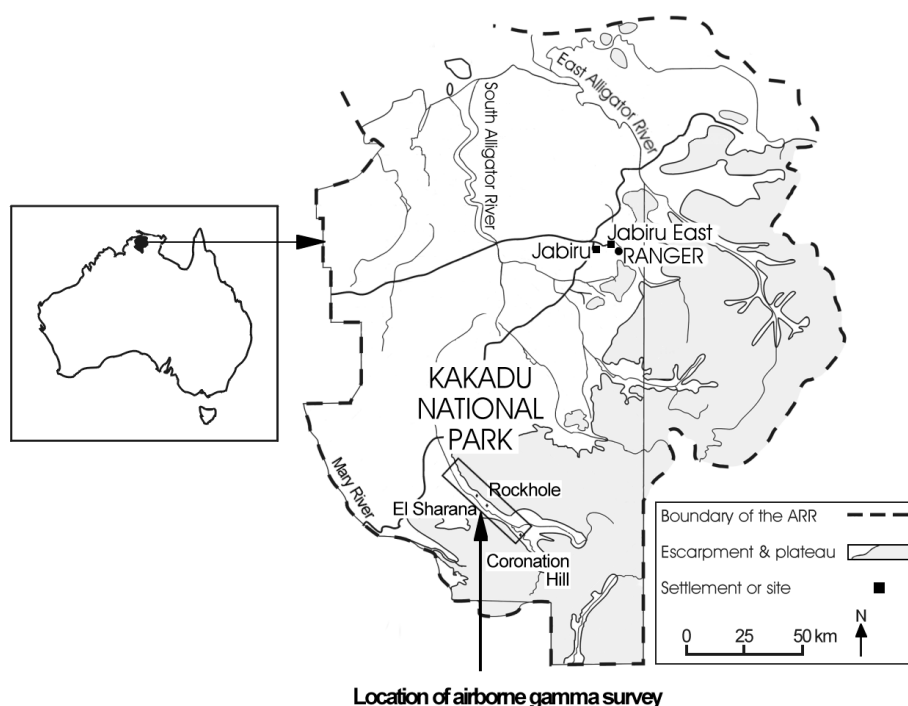 East Alligator River
South Alligator River
Jabiru East
Jabiru
RANGER
KAKADU
NATIONAL
PARK
Mary River
Rockhole
El Sharana
Coronation
Hill
Boundary of the ARR
Escarpment & plateau
Settlement or site
N
0 25 50 km
Location of airborne gamma survey